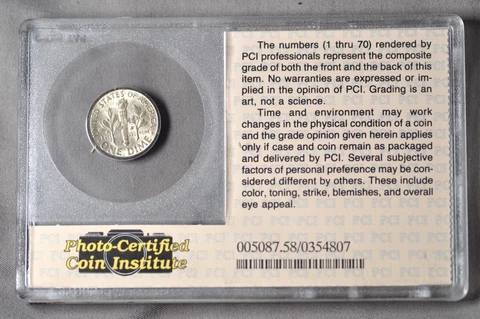 STATES OF AMERICA
ONE DIME
The numbers (1 thru 70) rendered by
PCI professionals represent the composite
grade of both the front and the back of this
item. No warranties are expressed or im-
plied in the opinion of PCI. Grading is an
art, not a science.
Time and environment may work
changes in the physical condition of a coin
and the grade opinion given herein applies
only if case and coin remain as packaged
and delivered by PCI. Several subjective
factors of personal preference may be con-
sidered different by others. These include
color, toning, strike, blemishes, and overall
eye appeal.
Photo-Certified
Coin Institute
005087.58/0354807